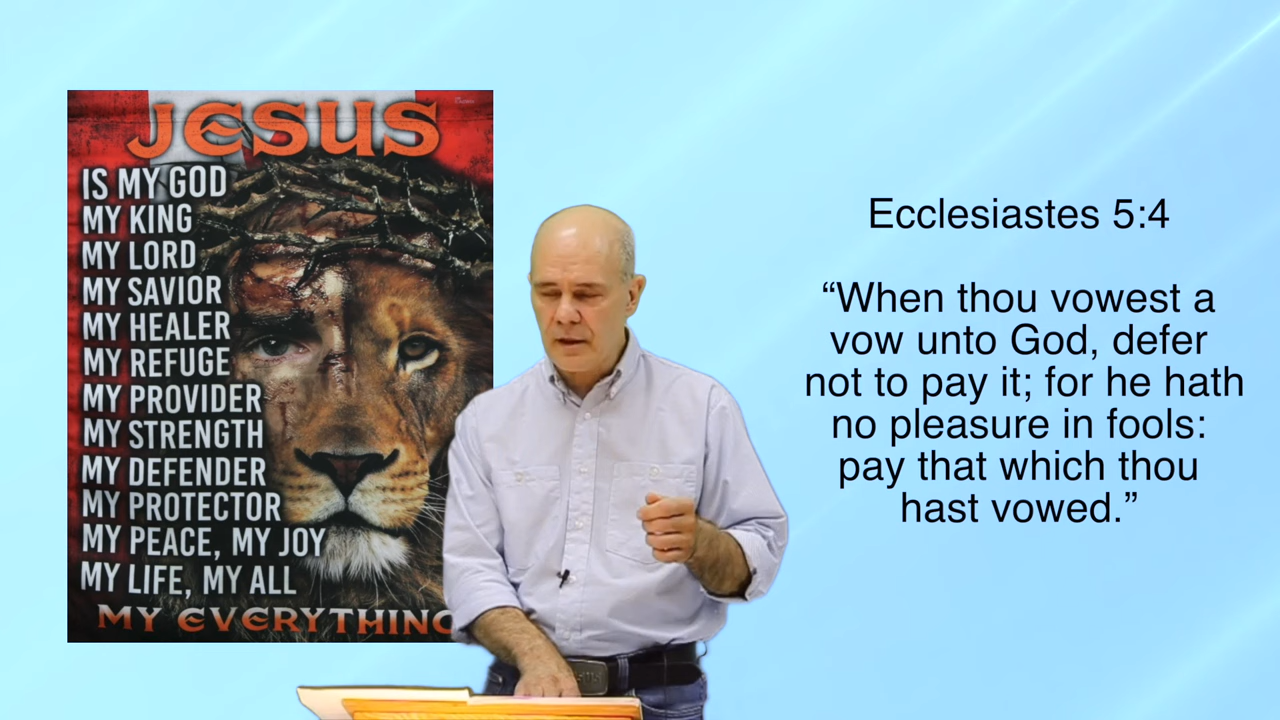 JESUS
IS MY GOD
MY KING
MY LORD
MY SAVIOR
MY HEALER
MY REFUGE
MY PROVIDER
MY STRENGTH
MY DEFENDER
MY PROTECTOR
MY PEACE, MY JOY
MY LIFE, MY ALL
MY EVERYTHING
Ecclesiastes 5:4
“When thou vowest a
vow unto God, defer
not to pay it; for he hath
no pleasure in fools:
pay that which thou
hast vowed.”